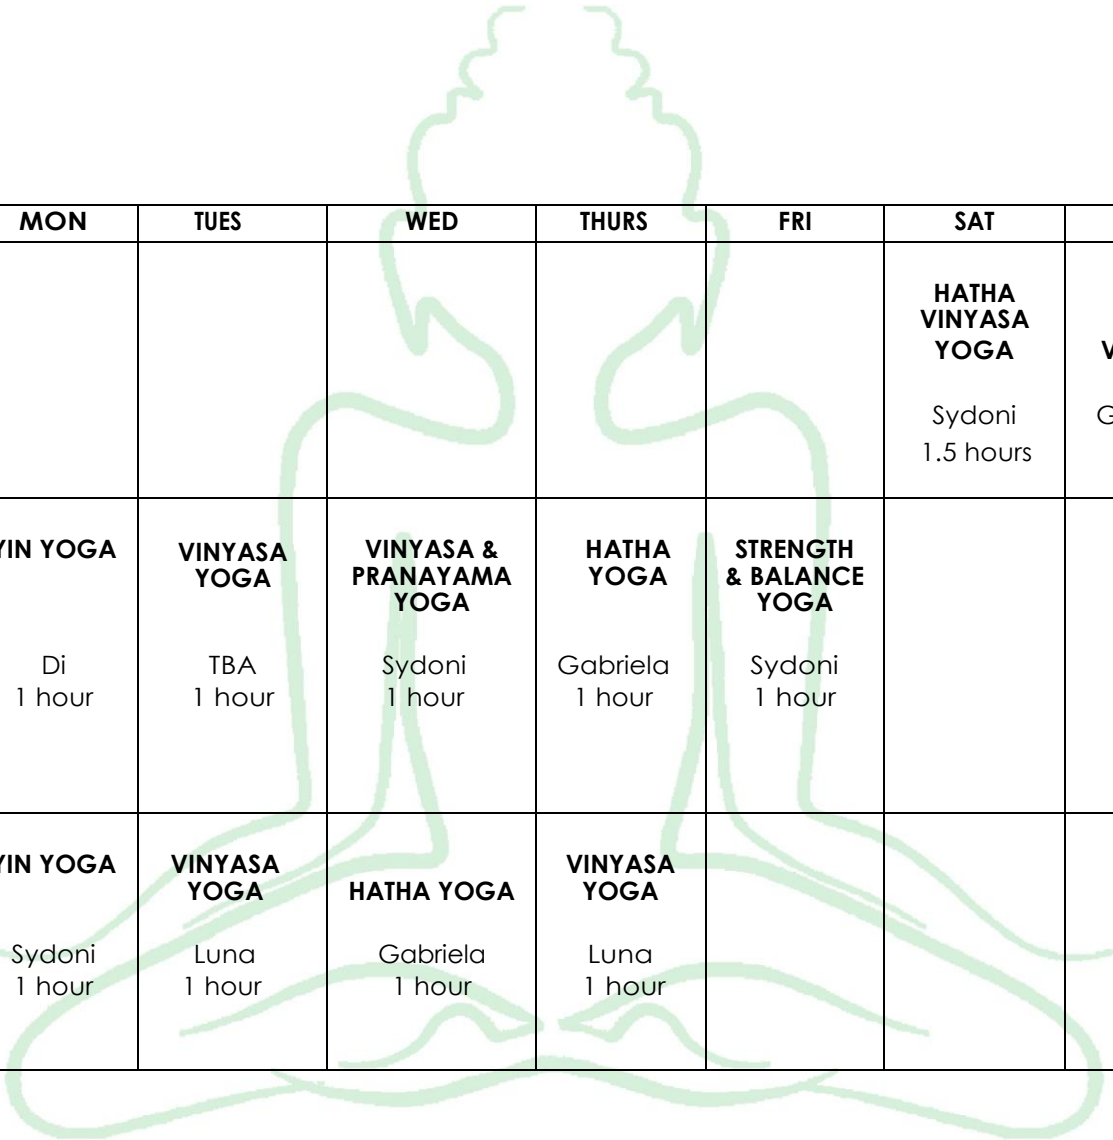 MON
TUES
WED
THURS
FRI
SAT
HATHA
VINYASA
YOGA
Sydoni
1.5 hours
YIN YOGA
Di
1 hour
VINYASA
YOGA
TBA
1 hour
VINYASA &
PRANAYAMA
YOGA
Sydoni
1 hour
HATHA
YOGA
Gabriela
1 hour
STRENGTH
& BALANCE
YOGA
Sydoni
1 hour
YIN YOGA
Sydoni
1 hour
VINYASA
YOGA
Luna
1 hour
HATHA YOGA
Gabriela
1 hour
VINYASA
YOGA
Luna
1 hour